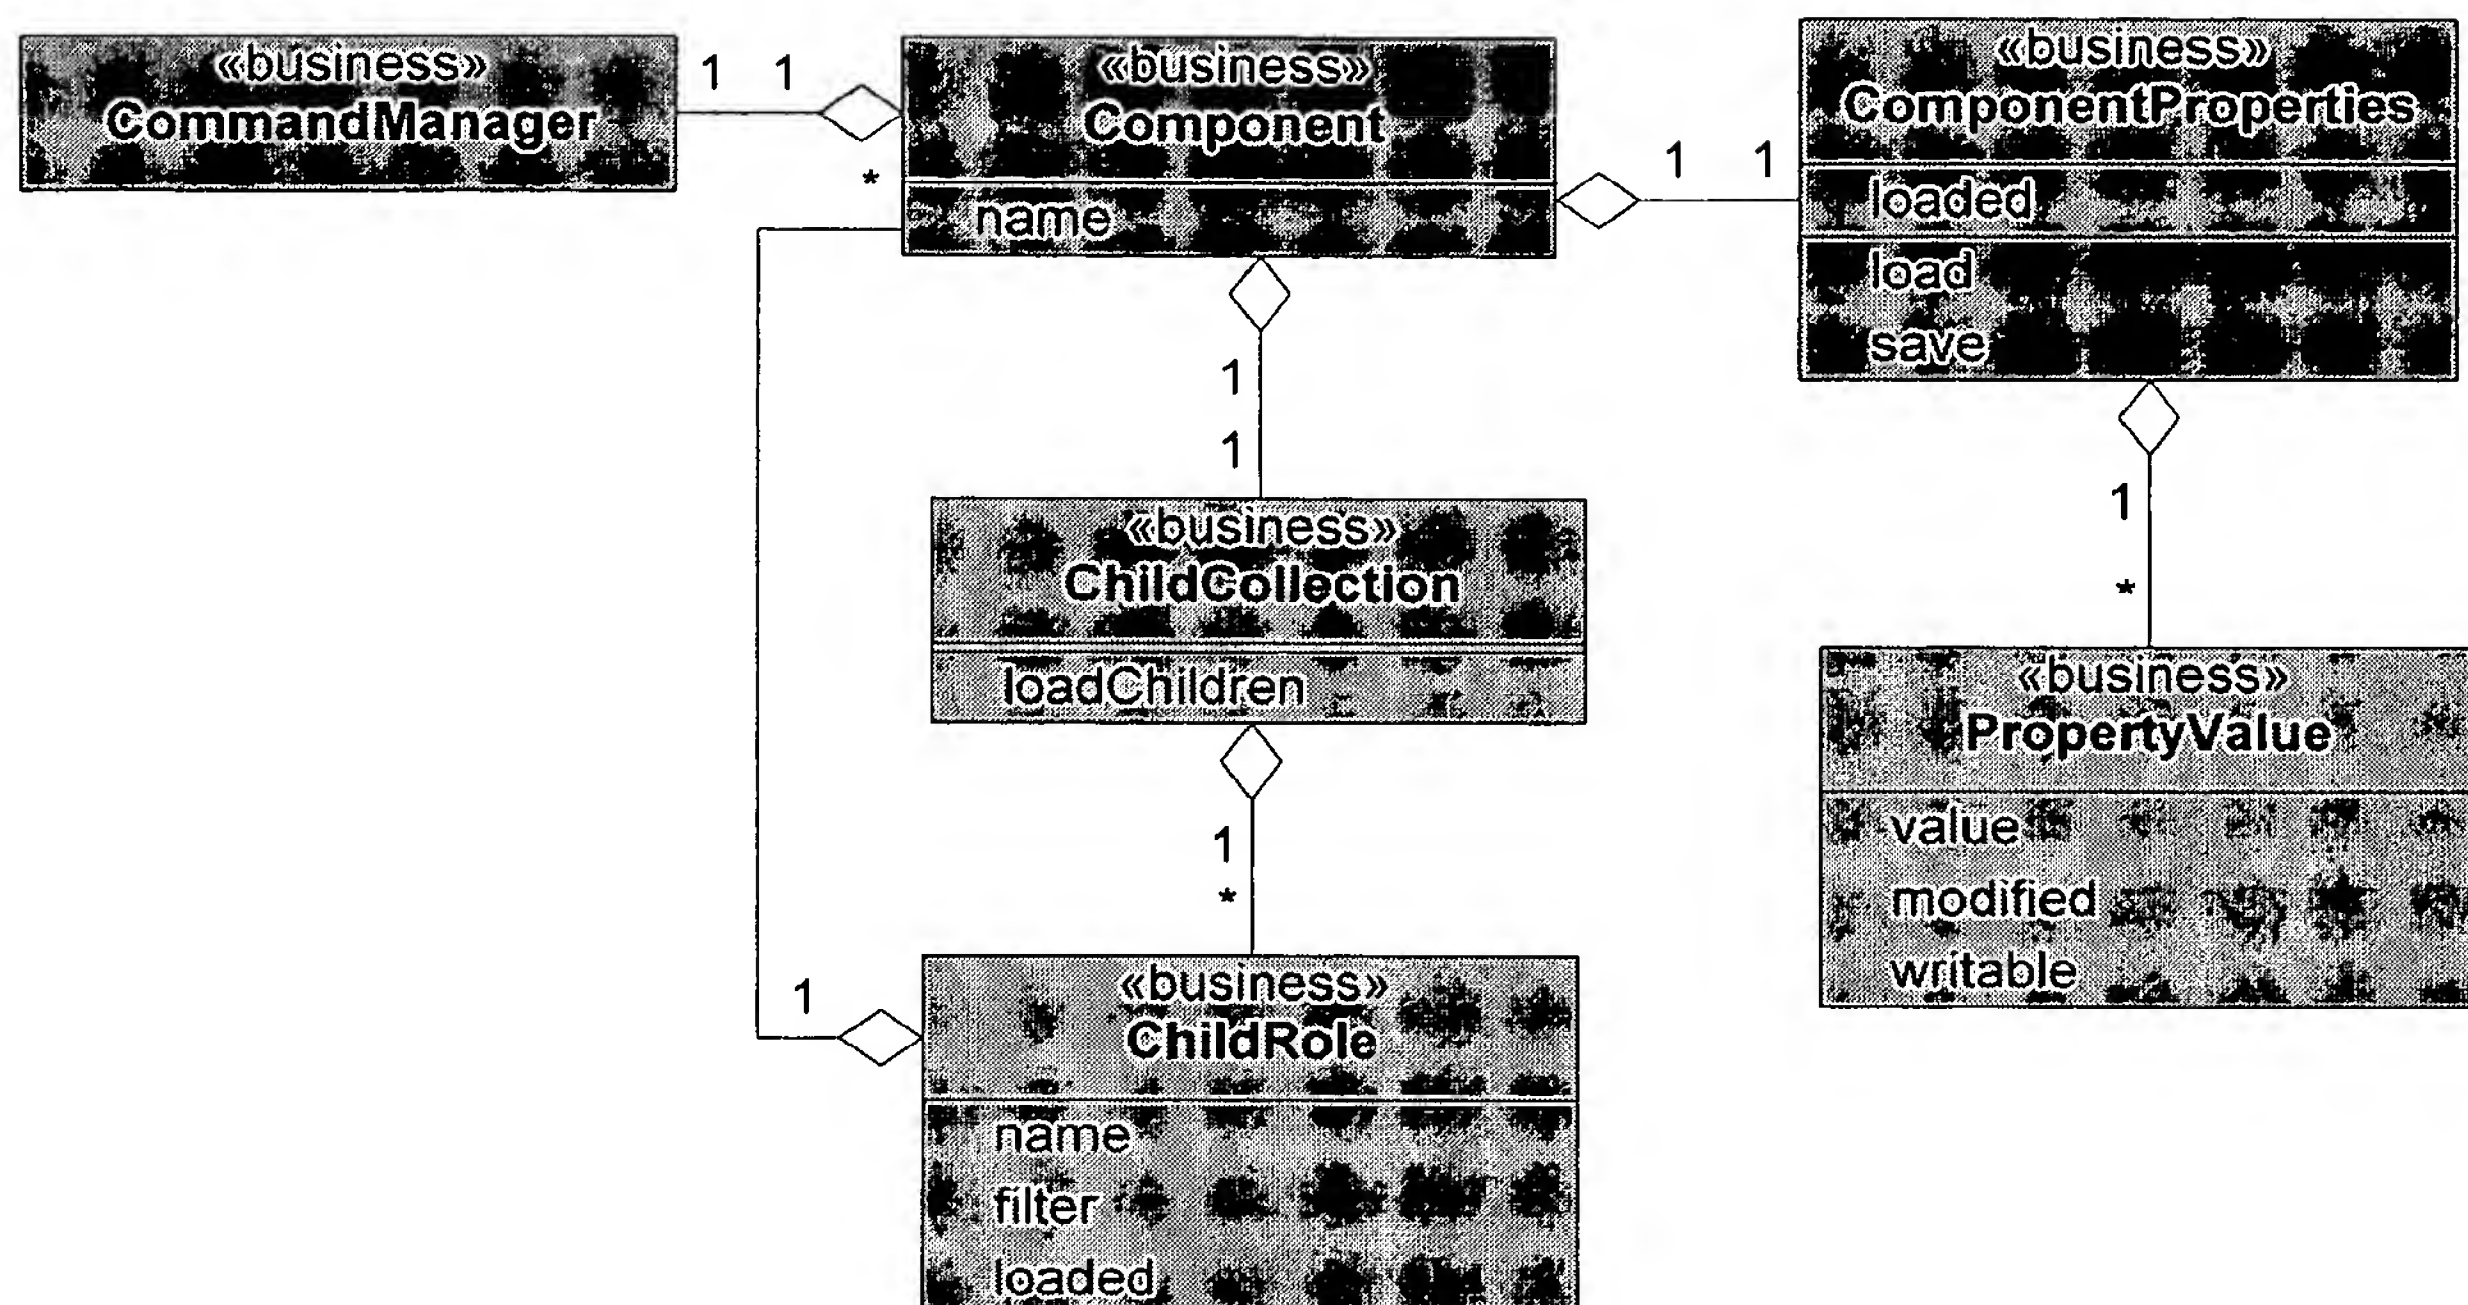 «business»
CommandManager
1 1
«business»
Component
name
*
1 1
«business»
ComponentProperties
loaded
load
save
1
1
«business»
ChildCollection
loadChildren
1
*
«business»
PropertyValue
value
modified
writable
1
*
1
«business»
ChildRole
name
filter
loaded